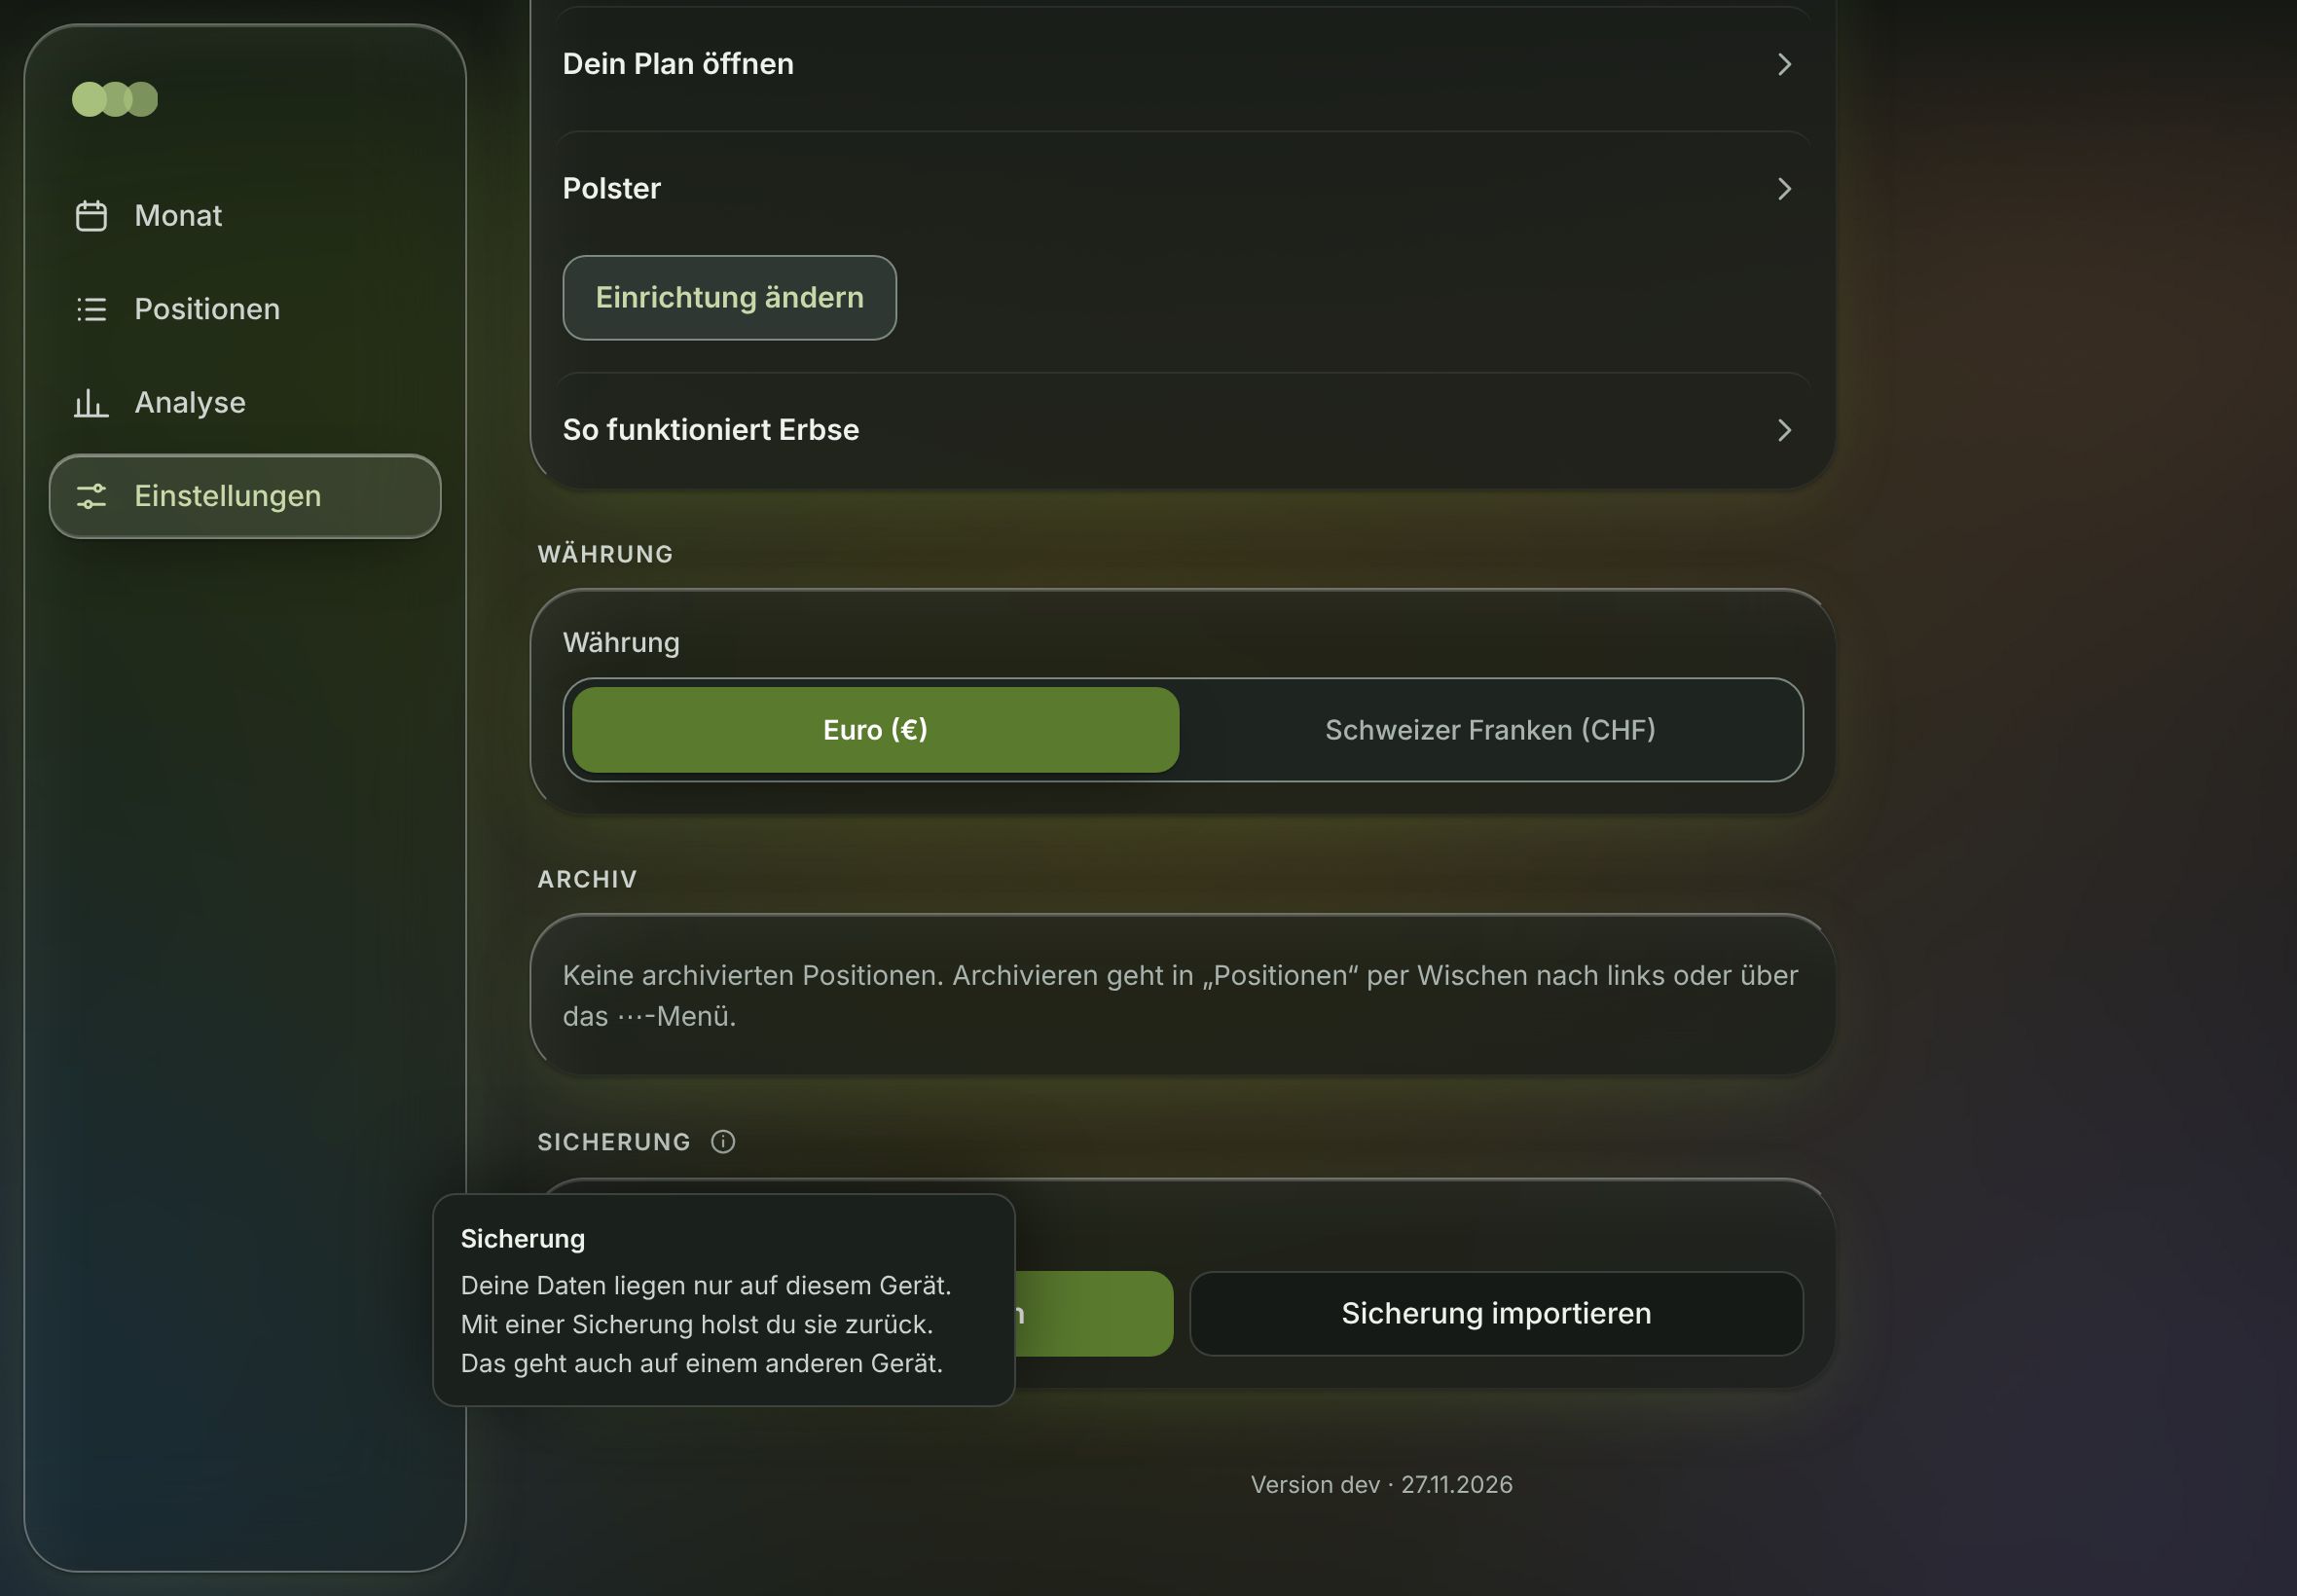 Monat
Positionen
Analyse
Einstellungen
Dein Plan öffnen
Polster
Einrichtung ändern
So funktioniert Erbse
WÄHRUNG
Währung
Euro (€)
Schweizer Franken (CHF)
ARCHIV
Keine archivierten Positionen. Archivieren geht in „Positionen“ per Wischen nach links oder über
das ⋯-Menü.
SICHERUNG
Sicherung
Deine Daten liegen nur auf diesem Gerät.
Mit einer Sicherung holst du sie zurück.
Das geht auch auf einem anderen Gerät.
Sicherung importieren
Version dev · 27.11.2026